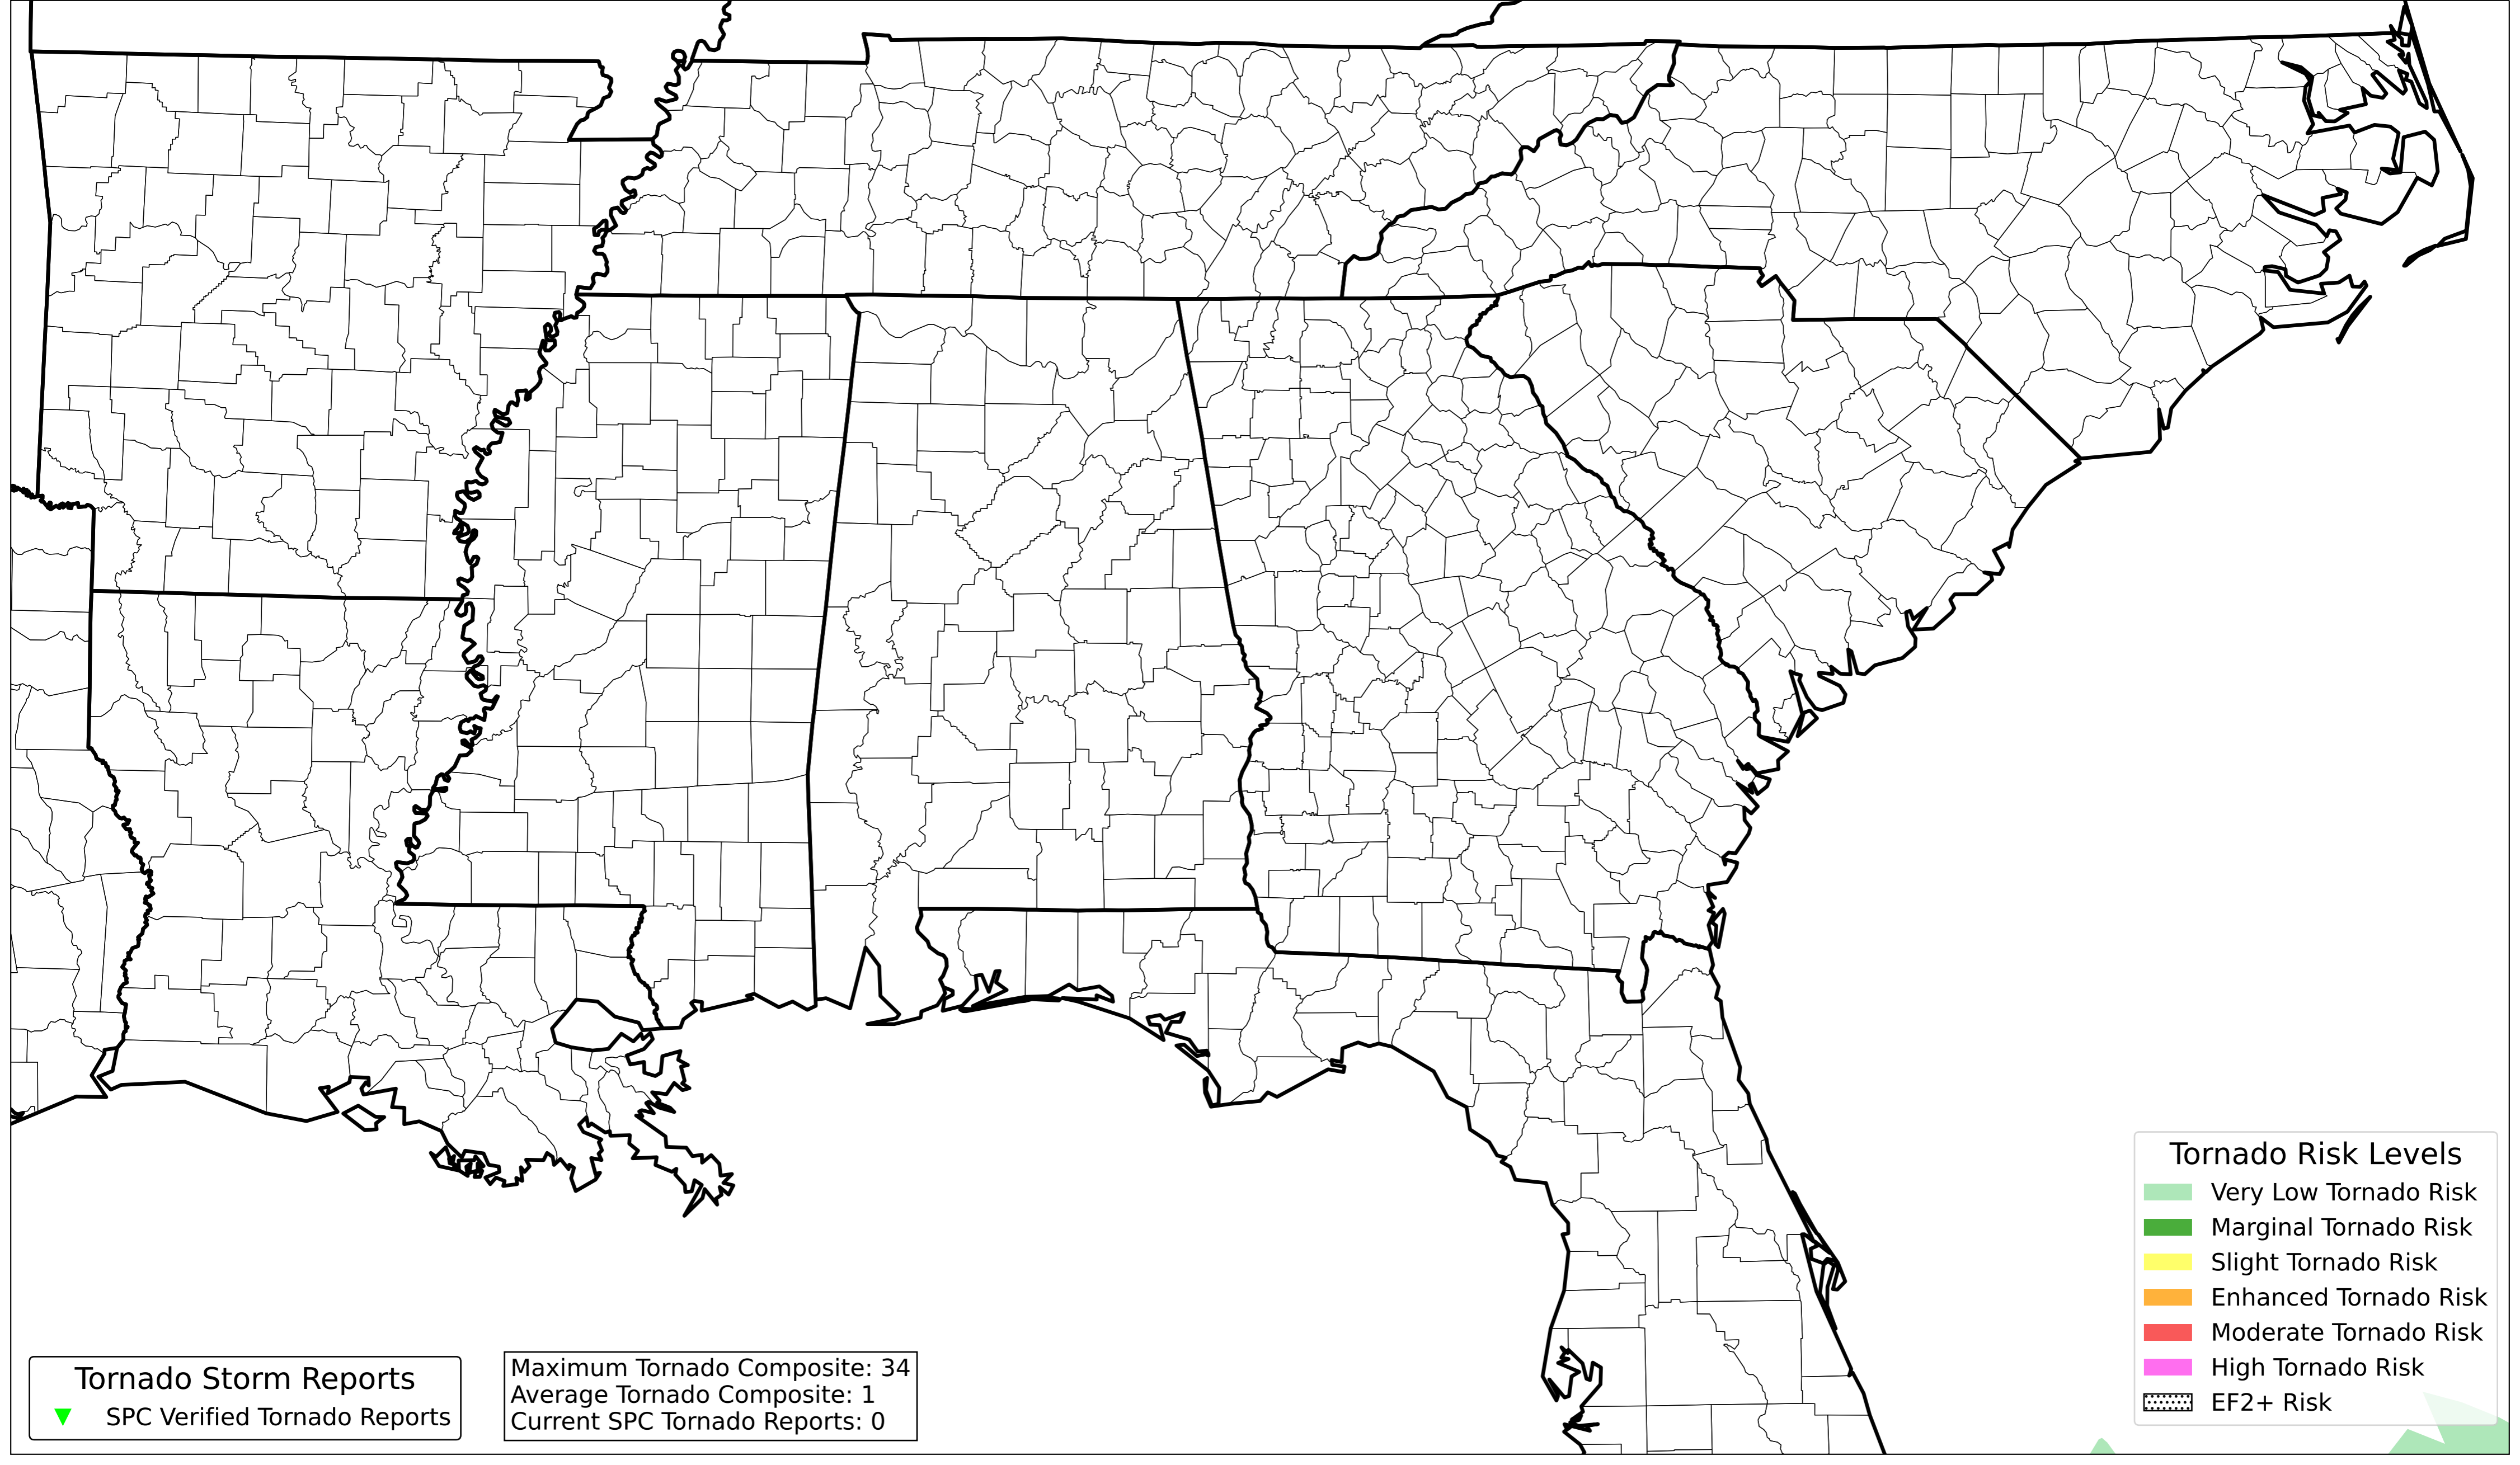 Tornado Risk Levels
Very Low Tornado Risk
Marginal Tornado Risk
Slight Tornado Risk
Enhanced Tornado Risk
Moderate Tornado Risk
High Tornado Risk
EF2+ Risk
Tornado Storm Reports
SPC Verified Tornado Reports
Maximum Tornado Composite: 34
Average Tornado Composite: 1
Current SPC Tornado Reports: 0